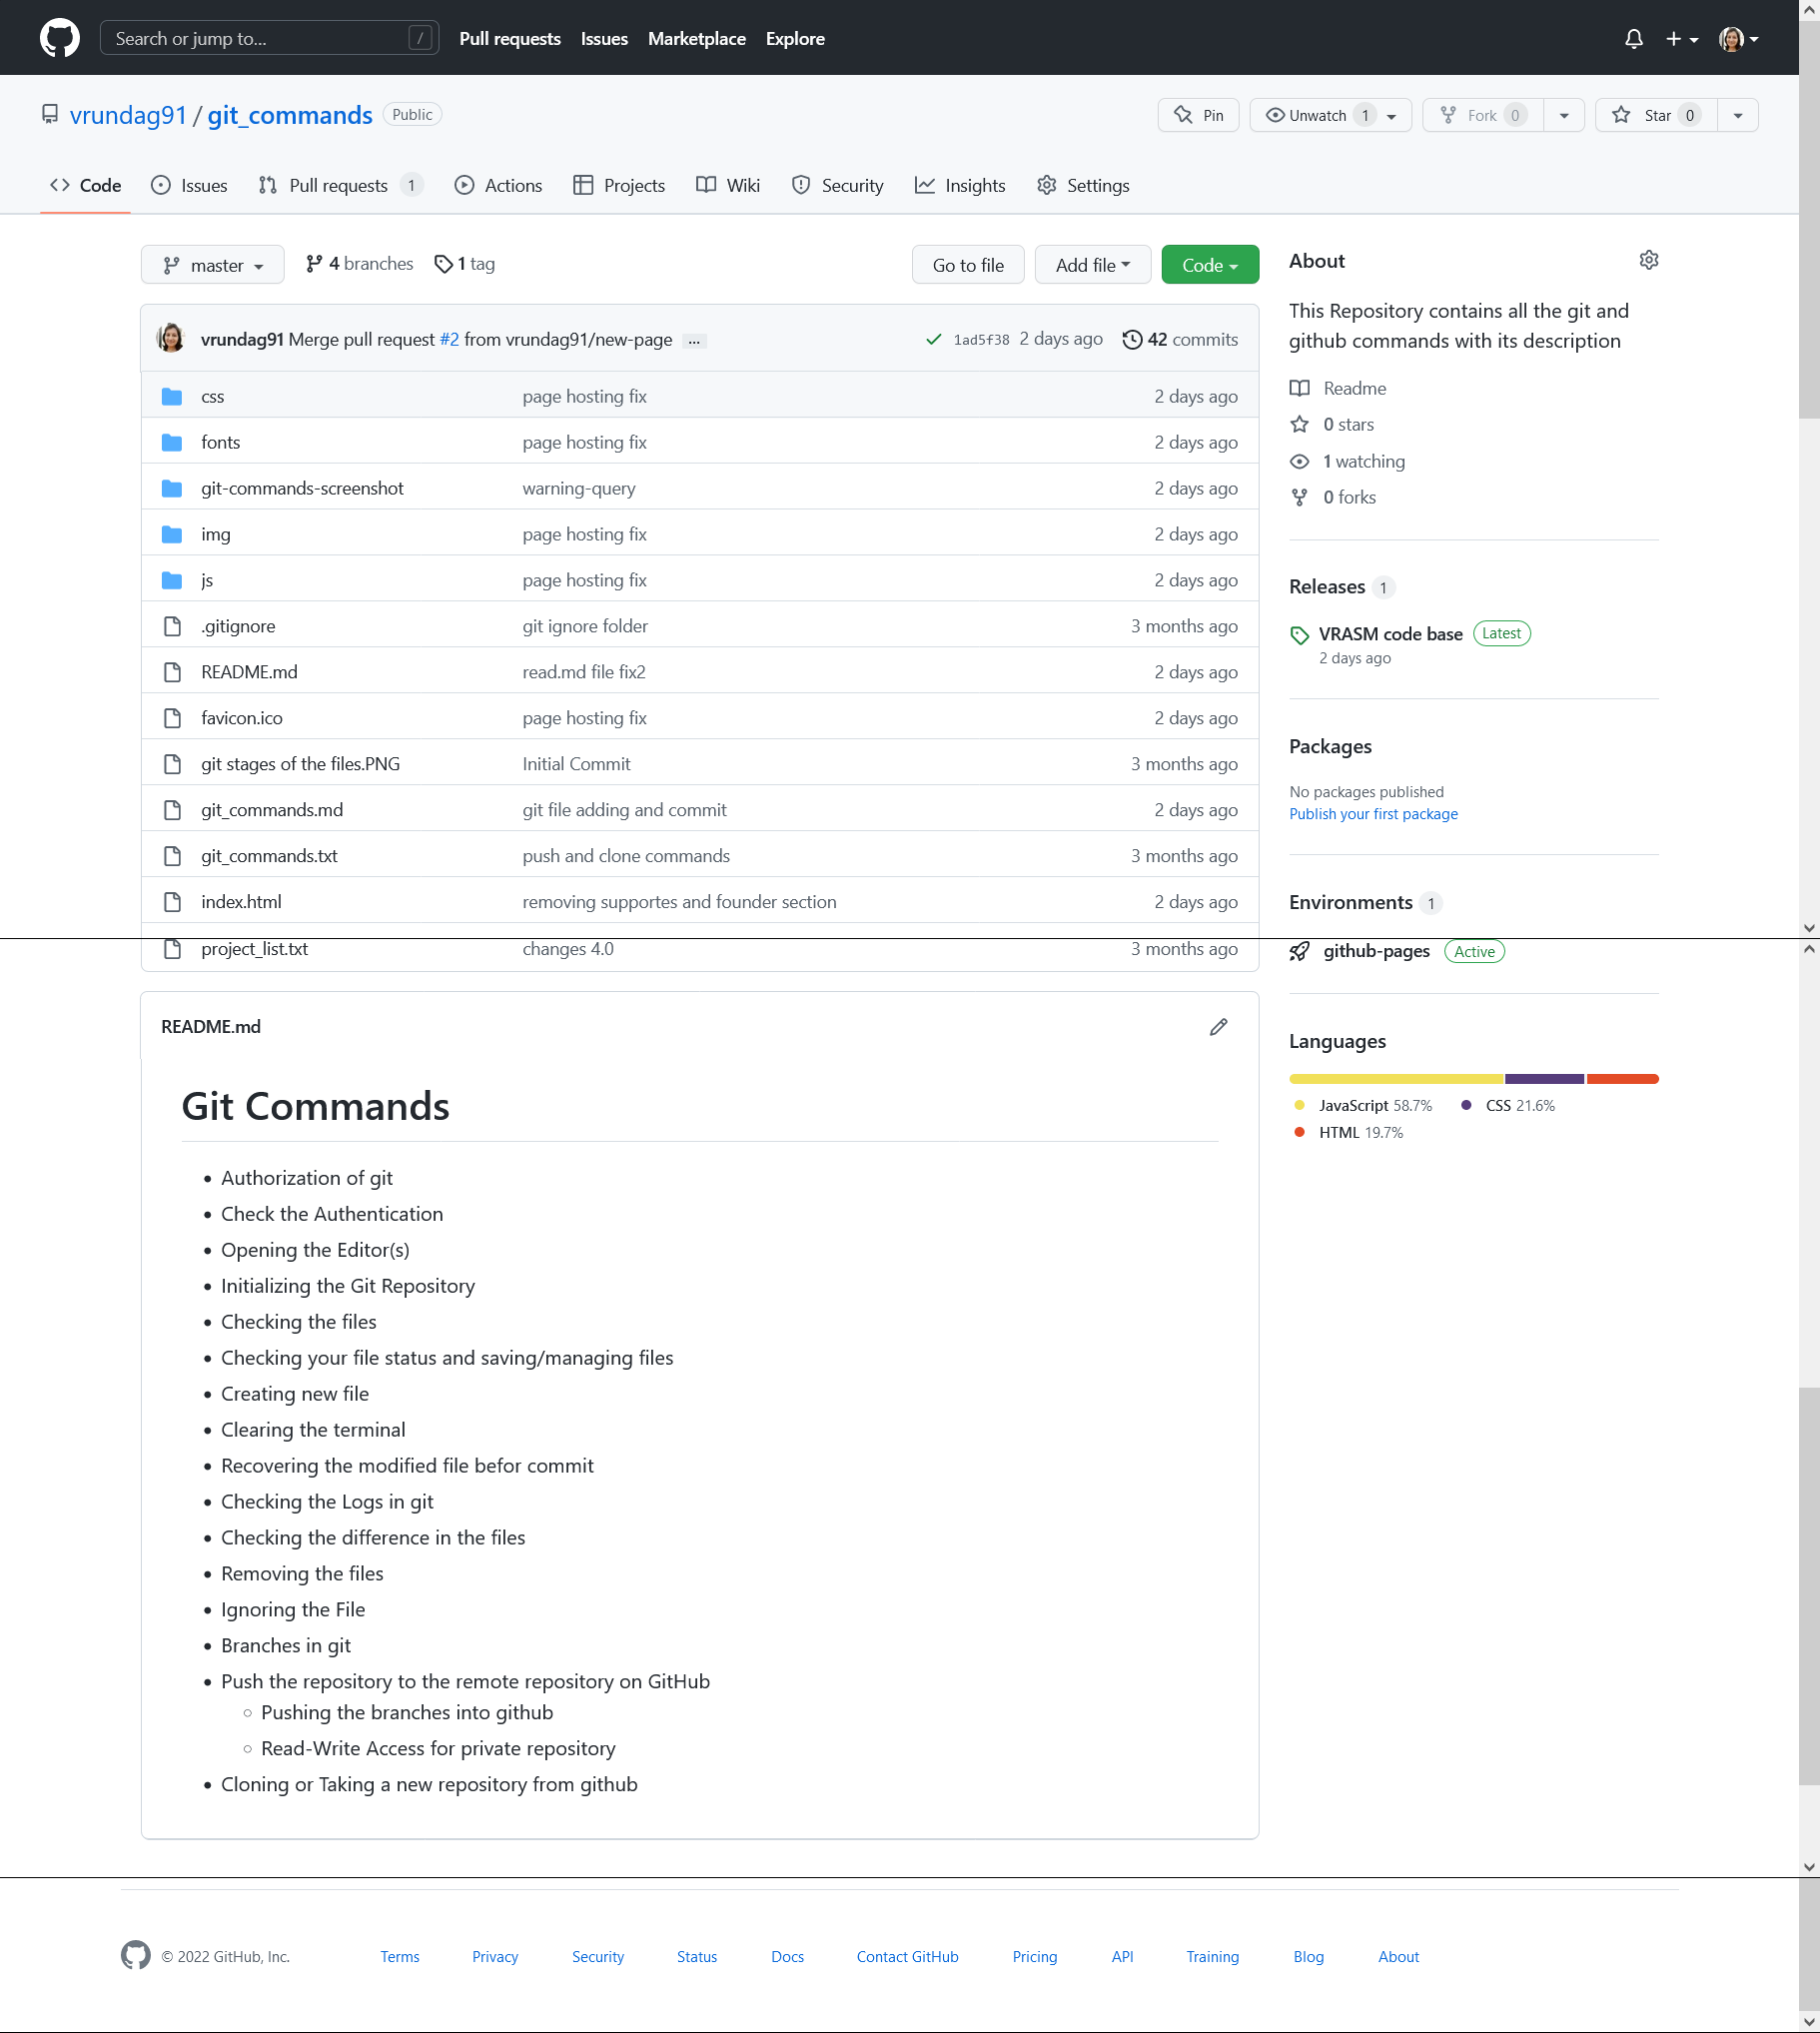 Search or jump to... /
Pull requests Issues Marketplace Explore
vrundag91 / git_commands Public
Pin Unwatch 1 Fork 0 Star 0
Code Issues Pull requests 1 Actions Projects Wiki Security Insights Settings
master 4 branches 1 tag Go to file Add file Code
vrundag91 Merge pull request #2 from vrundag91/new-page ... 1ad5f38 2 days ago 42 commits
css page hosting fix 2 days ago
fonts page hosting fix 2 days ago
git-commands-screenshot warning-query 2 days ago
img page hosting fix 2 days ago
js page hosting fix 2 days ago
.gitignore git ignore folder 3 months ago
README.md read.md file fix2 2 days ago
favicon.ico page hosting fix 2 days ago
git stages of the files.PNG Initial Commit 3 months ago
git_commands.md git file adding and commit 2 days ago
git_commands.txt push and clone commands 3 months ago
index.html removing supportes and founder section 2 days ago
project_list.txt changes 4.0 3 months ago
About
This Repository contains all the git and
github commands with its description
Readme
0 stars
1 watching
0 forks
Releases 1
VRASM code base Latest
2 days ago
Packages
No packages published
Publish your first package
Environments 1
github-pages Active
Languages
JavaScript 58.7% CSS 21.6%
HTML 19.7%
README.md
Git Commands
Authorization of git
Check the Authentication
Opening the Editor(s)
Initializing the Git Repository
Checking the files
Checking your file status and saving/managing files
Creating new file
Clearing the terminal
Recovering the modified file befor commit
Checking the Logs in git
Checking the difference in the files
Removing the files
Ignoring the File
Branches in git
Push the repository to the remote repository on GitHub
Pushing the branches into github
Read-Write Access for private repository
Cloning or Taking a new repository from github
© 2022 GitHub, Inc. Terms Privacy Security Status Docs Contact GitHub Pricing API Training Blog About